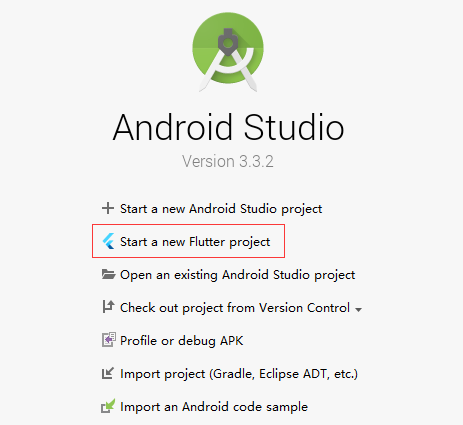 Android Studio
Version 3.3.2
Start a new Android Studio project
Start a new Flutter project
Open an existing Android Studio project
Check out project from Version Control
Profile or debug APK
Import project (Gradle, Eclipse ADT, etc.)
Import an Android code sample